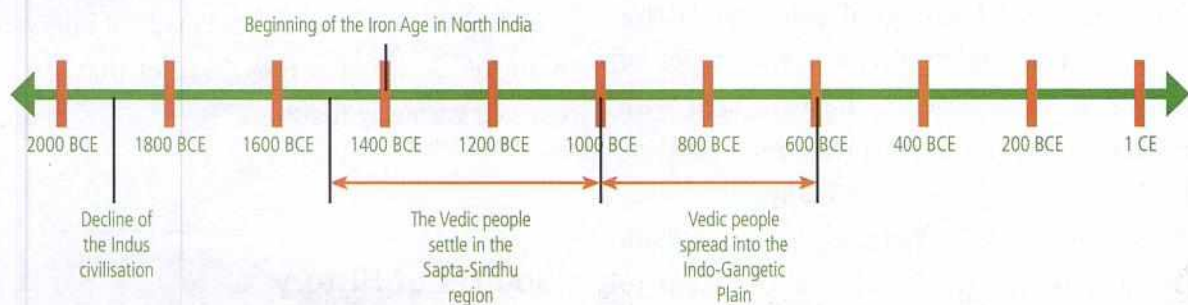 Beginning of the Iron Age in North India
2000 BCE
1800 BCE
1600 BCE
1400 BCE
1200 BCE
1000 BCE
800 BCE
600 BCE
400 BCE
200 BCE
1 CE
Decline of
the Indus
civilisation
The Vedic people
settle in the
Sapta-Sindhu
region
Vedic people
spread into the
Indo-Gangetic
Plain